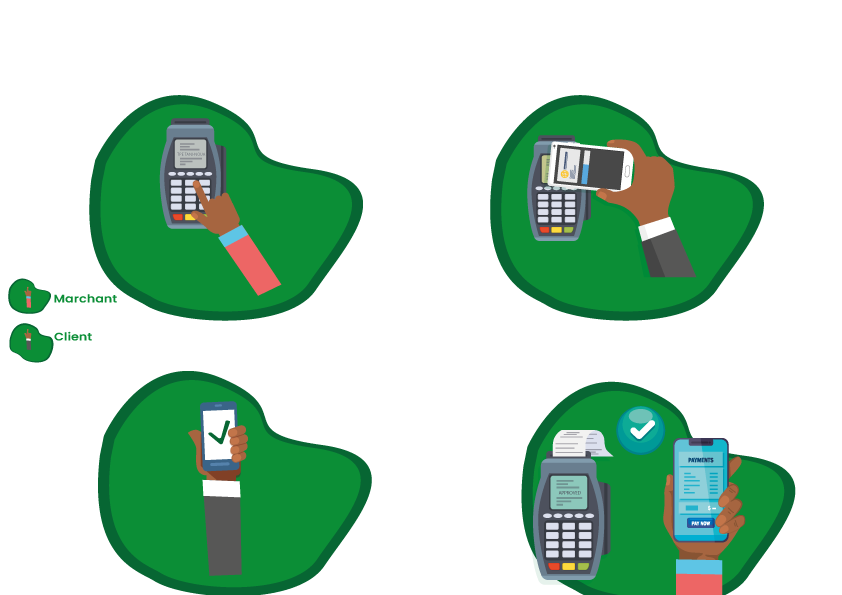 Marchant
Client
APPROVED
PAYMENTS
PAY NOW